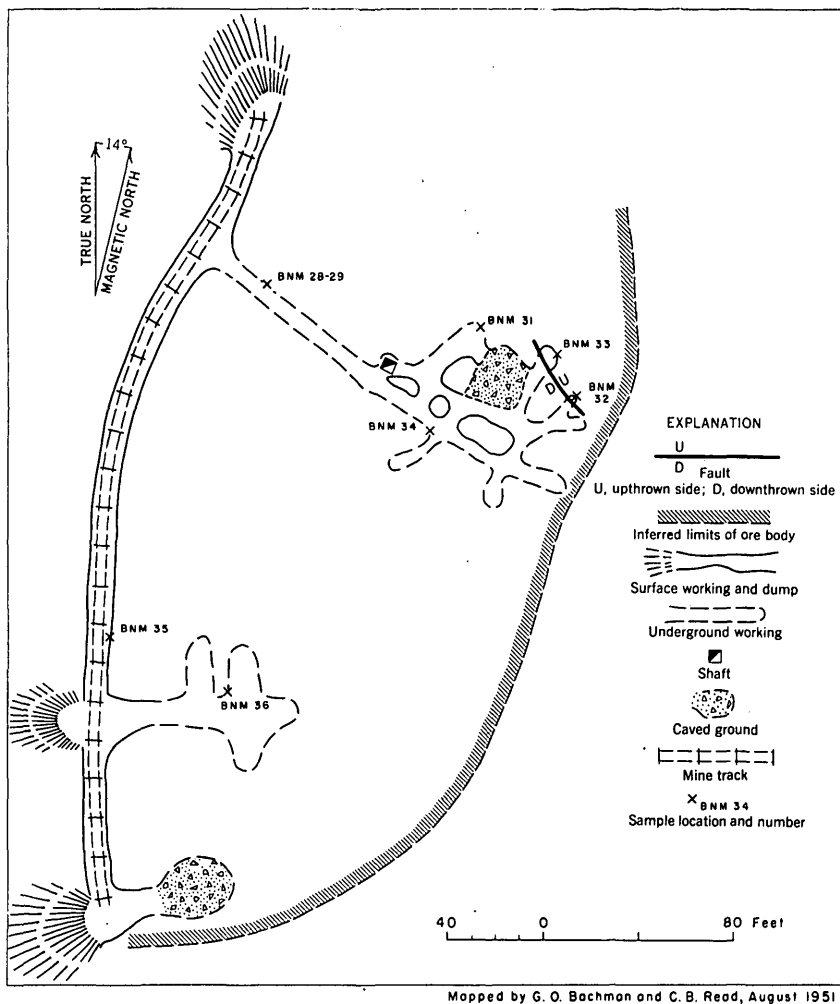 14°
TRUE NORTH
MAGNETIC NORTH
BNM 28-29
BNM 31
BNM 33
U
D
BNM
32
BNM 34
BNM 35
BNM 36
EXPLANATION
U
D
Fault
U, upthrown side; D, downthrown side
Inferred limits of ore body
Surface working and dump
Underground working
Shaft
Caved ground
Mine track
BNM 34
Sample location and number
40 0 80 Feet
Mapped by G. O. Bachman and C. B. Read, August 1951